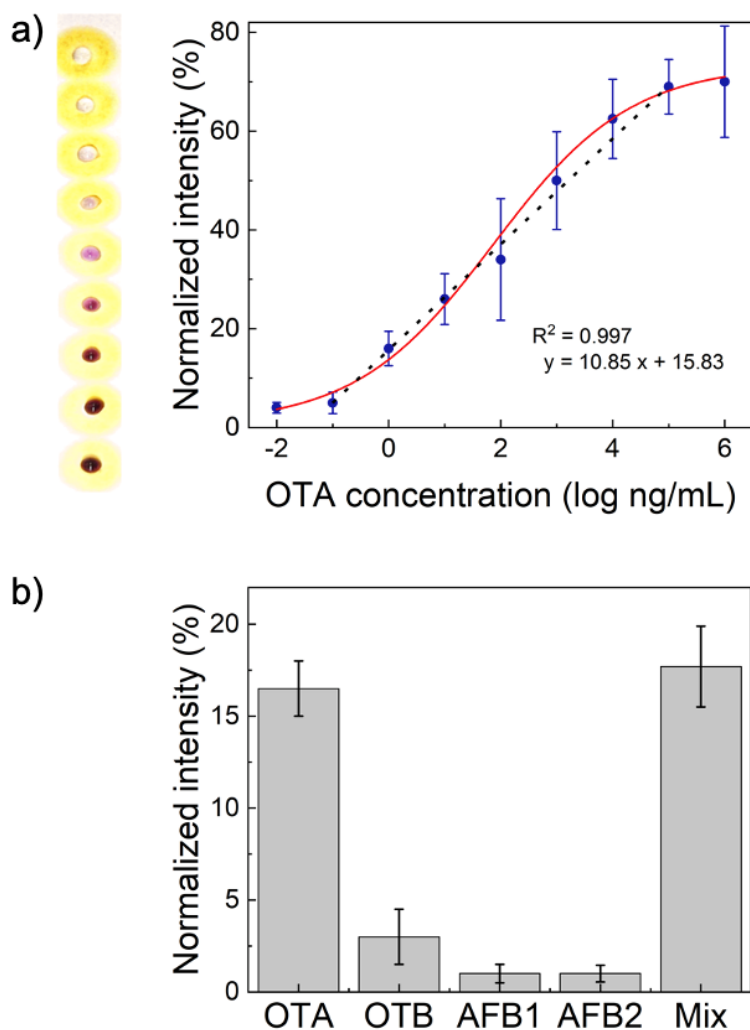 a)
Normalized intensity (%)
80
60
40
20
0
R² = 0.997
y = 10.85 x + 15.83
-2 0 2 4 6
OTA concentration (log ng/mL)
b)
Normalized intensity (%)
20
15
10
5
0
OTA OTB AFB1 AFB2 Mix